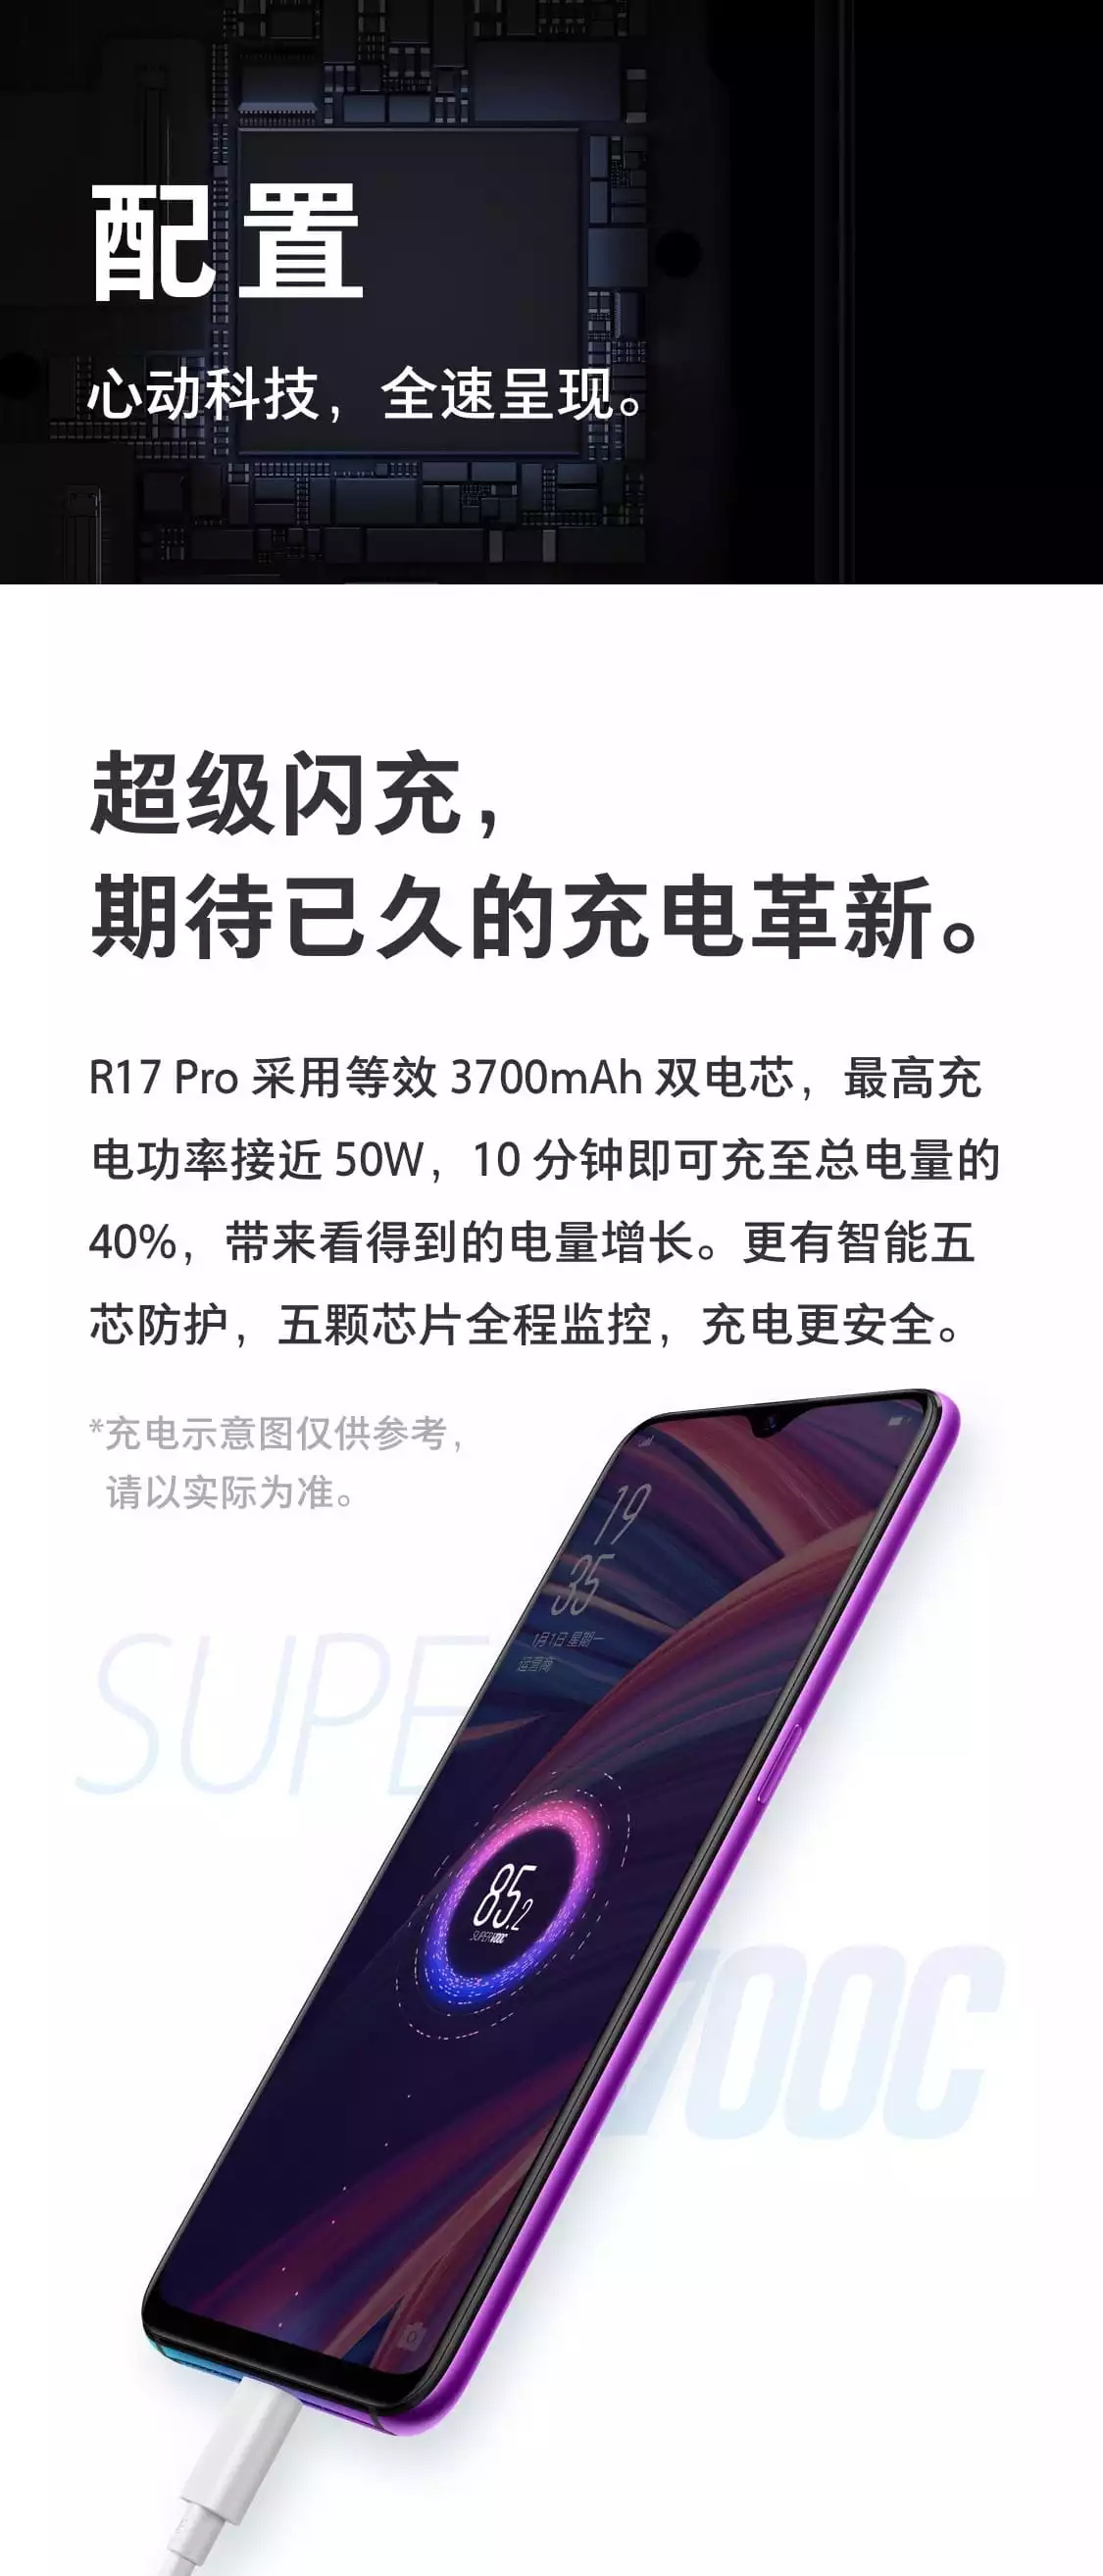 配置
心动科技，全速呈现。
超级闪充，
期待已久的充电革新。
R17 Pro 采用等效 3700mAh 双电芯，最高充
电功率接近 50W，10 分钟即可充至总电量的
40%，带来看得到的电量增长。更有智能五
芯防护，五颗芯片全程监控，充电更安全。
*充电示意图仅供参考，
请以实际为准。
19
35
1月1日 星期一
运营商
SUPE
85.2
SUPERVOOC
VOOC